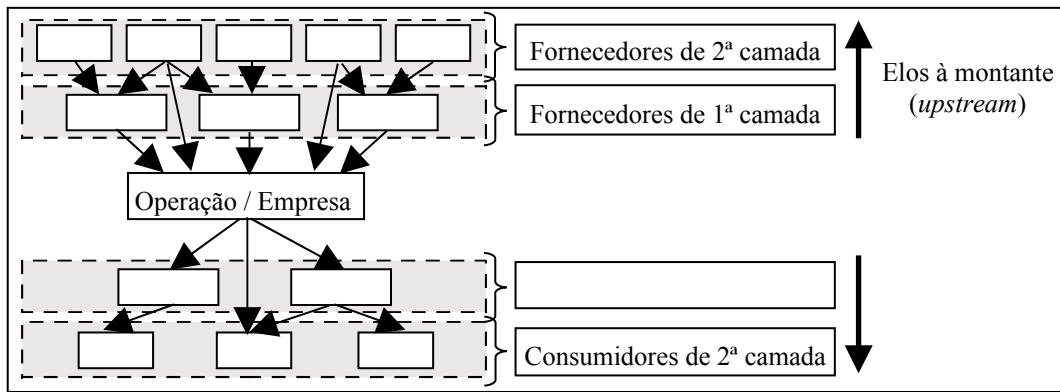 Fornecedores de 2ª camada
Elos à montante
(upstream)
Fornecedores de 1ª camada
Operação / Empresa
Consumidores de 2ª camada